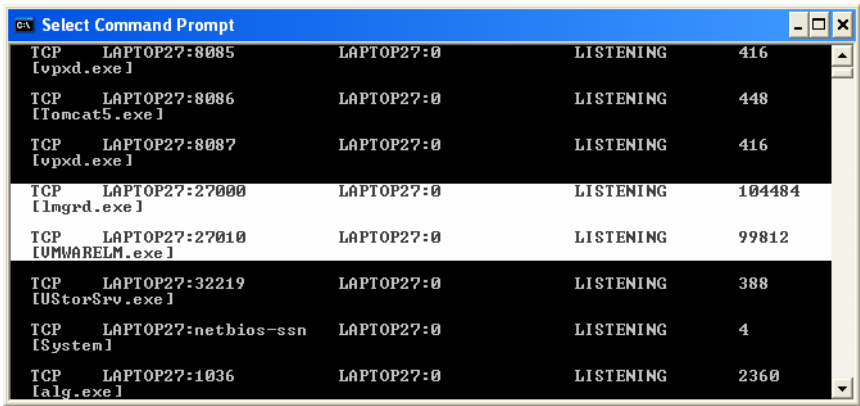 Select Command Prompt
TCP LAPTOP27:8085 LAPTOP27:0 LISTENING 416
[vpxd.exe]
TCP LAPTOP27:8086 LAPTOP27:0 LISTENING 448
[Tomcat5.exe]
TCP LAPTOP27:8087 LAPTOP27:0 LISTENING 416
[vpxd.exe]
TCP LAPTOP27:27000 LAPTOP27:0 LISTENING 104484
[lmgrd.exe]
TCP LAPTOP27:27010 LAPTOP27:0 LISTENING 99812
[VMWARELM.exe]
TCP LAPTOP27:32219 LAPTOP27:0 LISTENING 388
[UStorSrv.exe]
TCP LAPTOP27:netbios-ssn LAPTOP27:0 LISTENING 4
[System]
TCP LAPTOP27:1036 LAPTOP27:0 LISTENING 2360
[alg.exe]